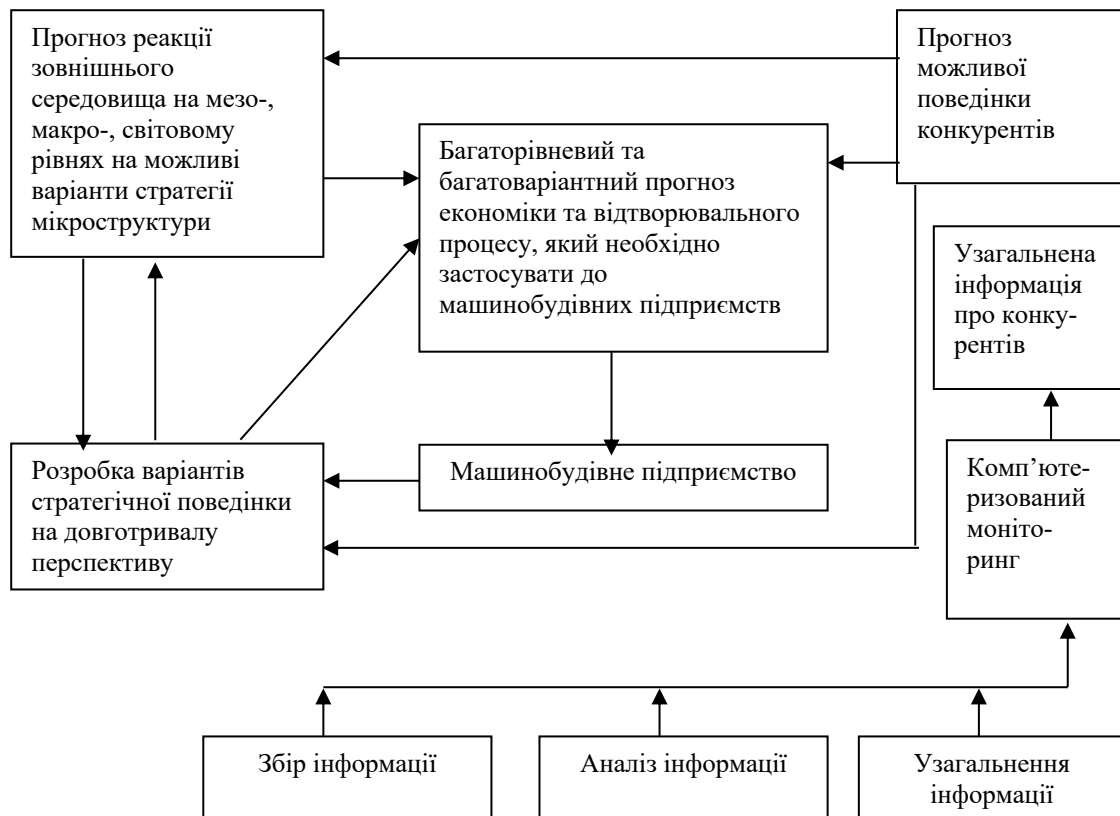 Прогноз реакції
зовнішнього
середовища на мезо-,
макро-, світовому
рівнях на можливі
варіанти стратегії
мікроструктури
Прогноз
можливої
поведінки
конкурентів
Багаторівневий та
багатоваріантний прогноз
економіки та відтворювального
процесу, який необхідно
застосувати до
машинобудівних підприємств
Узагальнена
інформація
про конку-
рентів
Розробка варіантів
стратегічної поведінки
на довготривалу
перспективу
Машинобудівне підприємство
Комп’юте-
ризований
моніто-
ринг
Збір інформації
Аналіз інформації
Узагальнення
інформації